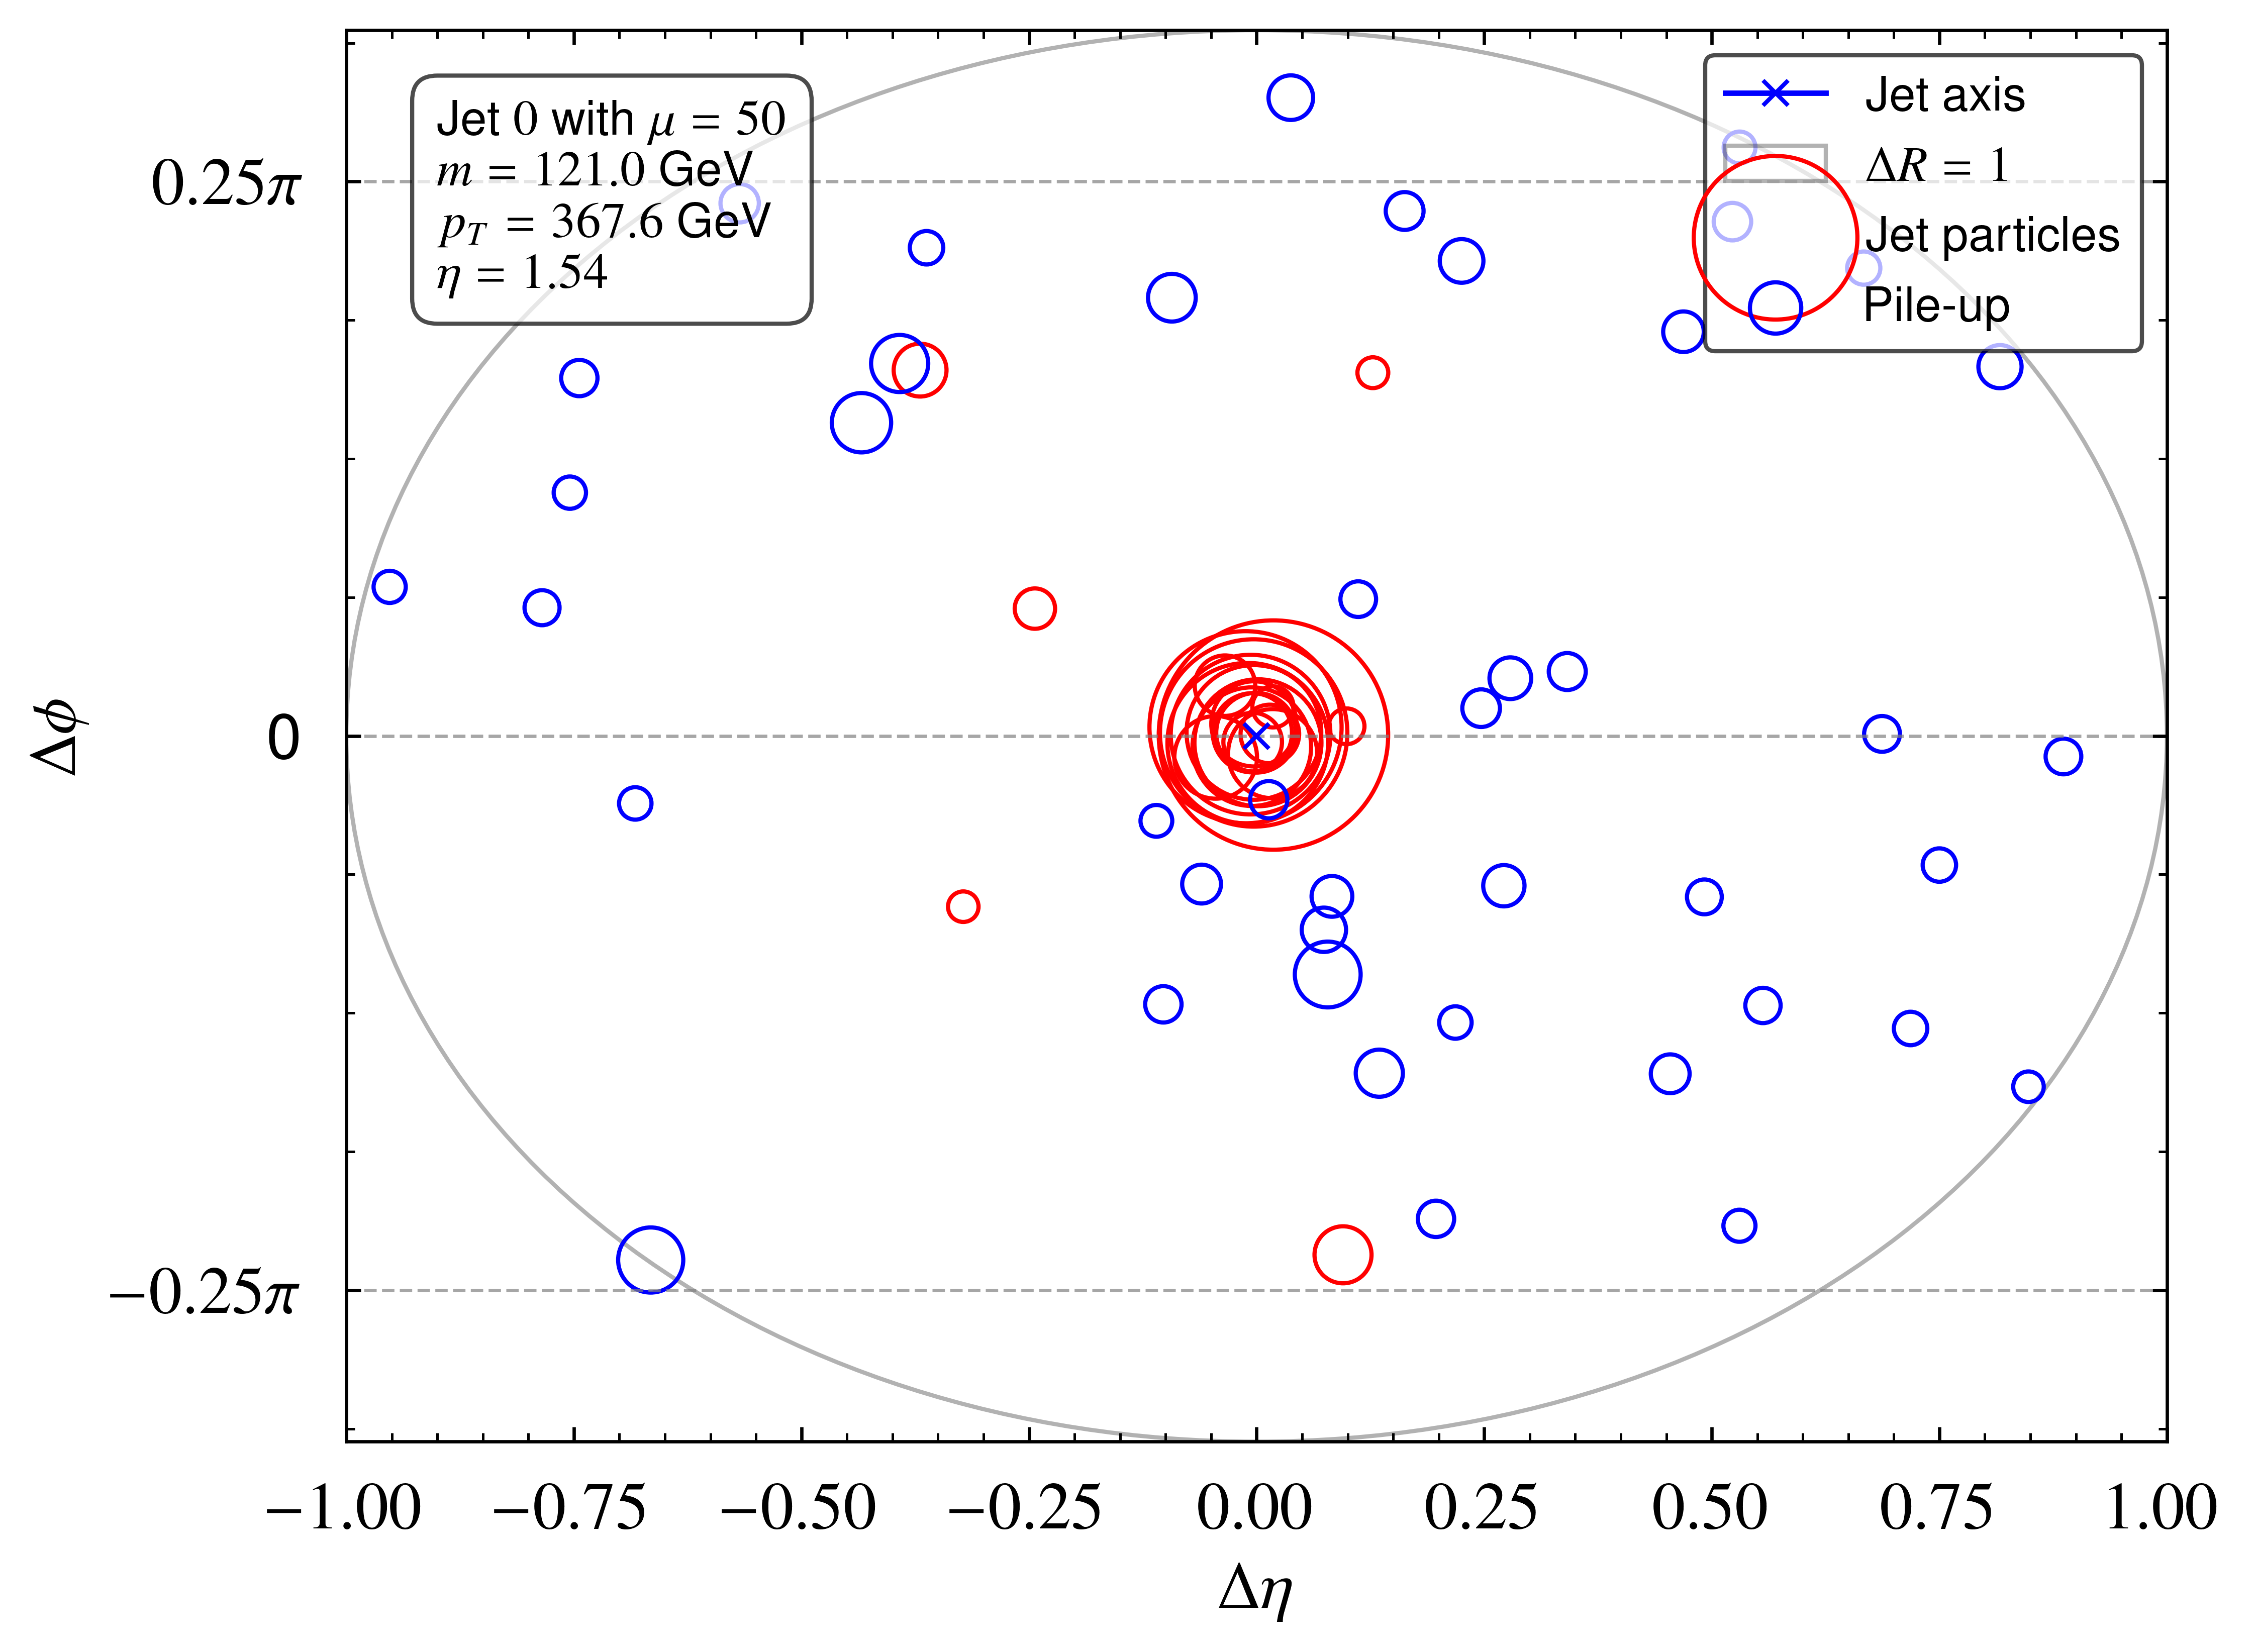 Jet 0 with μ = 50
m = 121.0 GeV
p_T = 367.6 GeV
η = 1.54
Jet axis
ΔR = 1
Jet particles
Pile-up
0.25π
0
−0.25π
Δϕ
−1.00 −0.75 −0.50 −0.25 0.00 0.25 0.50 0.75 1.00
Δη